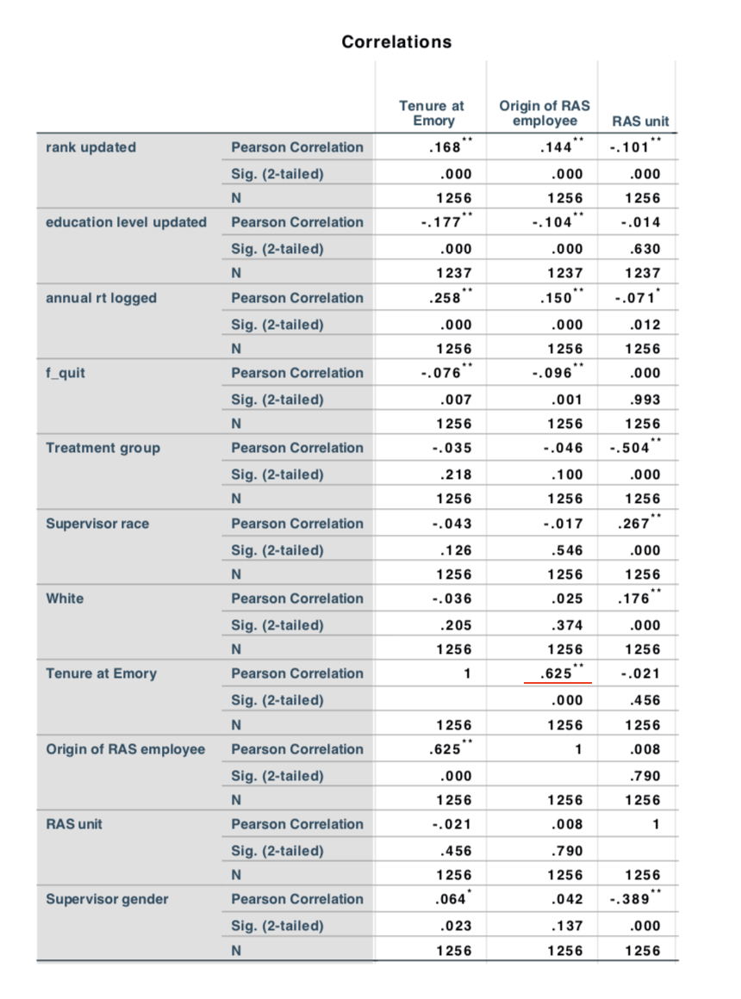 Correlations
Tenure at Emory Origin of RAS employee RAS unit
rank updated Pearson Correlation .168** .144** -.101**
Sig. (2-tailed) .000 .000 .000
N 1256 1256 1256
education level updated Pearson Correlation -.177** -.104** -.014
Sig. (2-tailed) .000 .000 .630
N 1237 1237 1237
annual rt logged Pearson Correlation .258** .150** -.071*
Sig. (2-tailed) .000 .000 .012
N 1256 1256 1256
f_quit Pearson Correlation -.076** -.096** .000
Sig. (2-tailed) .007 .001 .993
N 1256 1256 1256
Treatment group Pearson Correlation -.035 -.046 -.504**
Sig. (2-tailed) .218 .100 .000
N 1256 1256 1256
Supervisor race Pearson Correlation -.043 -.017 .267**
Sig. (2-tailed) .126 .546 .000
N 1256 1256 1256
White Pearson Correlation -.036 .025 .176**
Sig. (2-tailed) .205 .374 .000
N 1256 1256 1256
Tenure at Emory Pearson Correlation 1 .625** -.021
Sig. (2-tailed) .000 .456
N 1256 1256 1256
Origin of RAS employee Pearson Correlation .625** 1 .008
Sig. (2-tailed) .000 .790
N 1256 1256 1256
RAS unit Pearson Correlation -.021 .008 1
Sig. (2-tailed) .456 .790
N 1256 1256 1256
Supervisor gender Pearson Correlation .064* .042 -.389**
Sig. (2-tailed) .023 .137 .000
N 1256 1256 1256